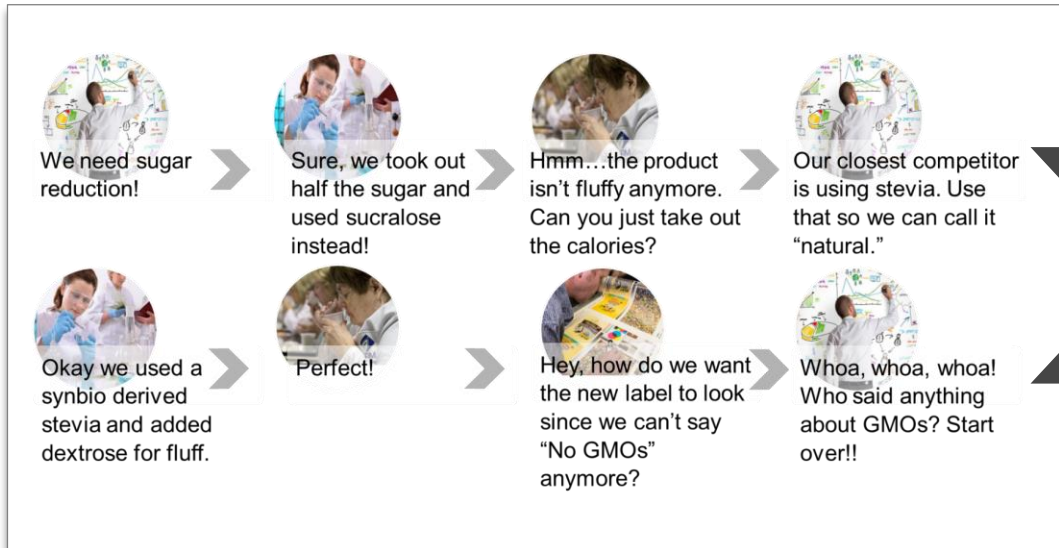 We need sugar
reduction!
Sure, we took out
half the sugar and
used sucralose
instead!
Hmm…the product
isn’t fluffy anymore.
Can you just take out
the calories?
Our closest competitor
is using stevia. Use
that so we can call it
“natural.”
Okay we used a
synbio derived
stevia and added
dextrose for fluff.
Perfect!
Hey, how do we want
the new label to look
since we can’t say
“No GMOs”
anymore?
Whoa, whoa, whoa!
Who said anything
about GMOs? Start
over!!